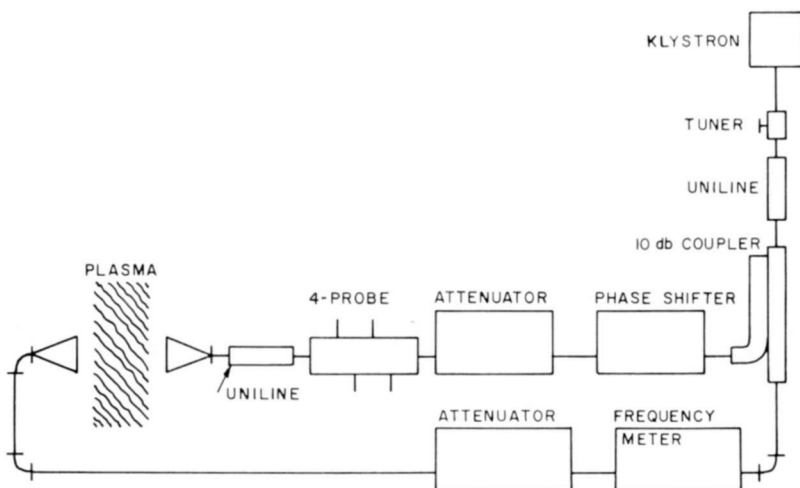 KLYSTRON
TUNER
UNILINE
10 db COUPLER
PLASMA
4-PROBE
ATTENUATOR
PHASE SHIFTER
UNILINE
ATTENUATOR
FREQUENCY
METER